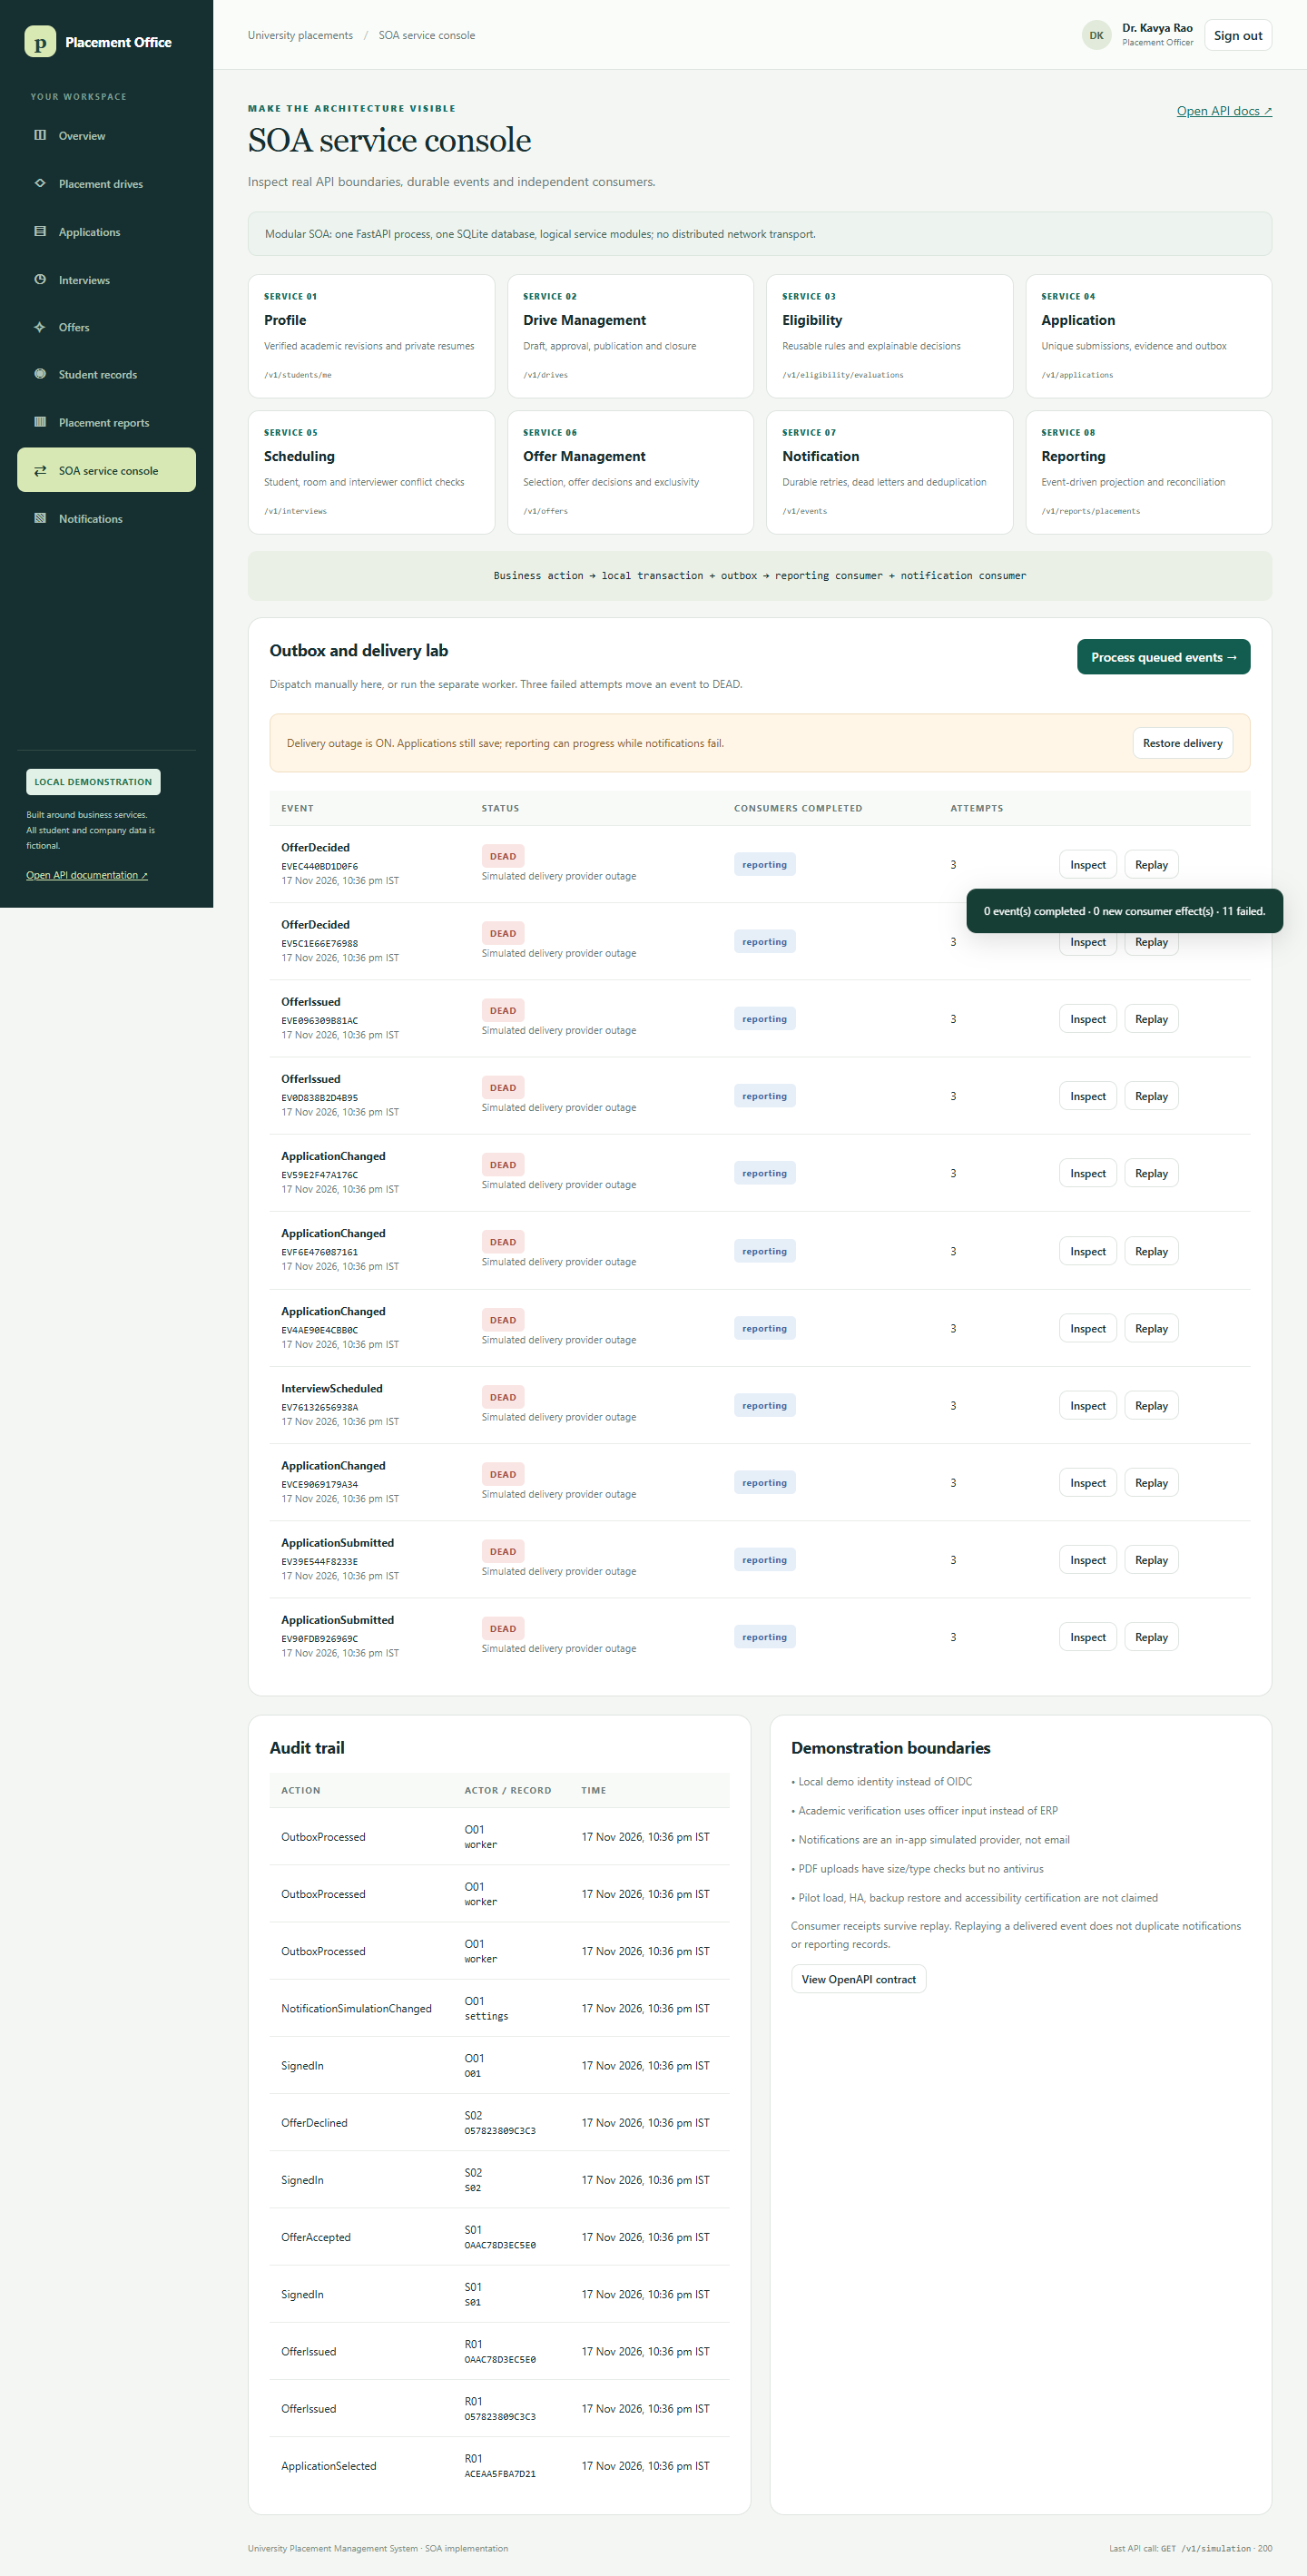 p Placement Office
YOUR WORKSPACE
Overview
Placement drives
Applications
Interviews
Offers
Student records
Placement reports
SOA service console
Notifications
LOCAL DEMONSTRATION
Built around business services.
All student and company data is
fictional.
Open API documentation ↗
University placements / SOA service console
DK
Dr. Kavya Rao
Placement Officer
Sign out
MAKE THE ARCHITECTURE VISIBLE
SOA service console
Open API docs ↗
Inspect real API boundaries, durable events and independent consumers.
Modular SOA: one FastAPI process, one SQLite database, logical service modules; no distributed network transport.
SERVICE 01
Profile
Verified academic revisions and private resumes
/v1/students/me
SERVICE 02
Drive Management
Draft, approval, publication and closure
/v1/drives
SERVICE 03
Eligibility
Reusable rules and explainable decisions
/v1/eligibility/evaluations
SERVICE 04
Application
Unique submissions, evidence and outbox
/v1/applications
SERVICE 05
Scheduling
Student, room and interviewer conflict checks
/v1/interviews
SERVICE 06
Offer Management
Selection, offer decisions and exclusivity
/v1/offers
SERVICE 07
Notification
Durable retries, dead letters and deduplication
/v1/events
SERVICE 08
Reporting
Event-driven projection and reconciliation
/v1/reports/placements
Business action → local transaction + outbox → reporting consumer + notification consumer
Outbox and delivery lab
Process queued events →
Dispatch manually here, or run the separate worker. Three failed attempts move an event to DEAD.
Delivery outage is ON. Applications still save; reporting can progress while notifications fail.
Restore delivery
EVENT STATUS CONSUMERS COMPLETED ATTEMPTS
OfferDecided
EVEC440BD1D0F6
17 Nov 2026, 10:36 pm IST
DEAD
Simulated delivery provider outage
reporting
3
Inspect Replay
0 event(s) completed · 0 new consumer effect(s) · 11 failed.
OfferDecided
EV5C1E66E76988
17 Nov 2026, 10:36 pm IST
DEAD
Simulated delivery provider outage
reporting
3
Inspect Replay
OfferIssued
EVE096309B81AC
17 Nov 2026, 10:36 pm IST
DEAD
Simulated delivery provider outage
reporting
3
Inspect Replay
OfferIssued
EV0D838B2D4B95
17 Nov 2026, 10:36 pm IST
DEAD
Simulated delivery provider outage
reporting
3
Inspect Replay
ApplicationChanged
EV59E2F47A176C
17 Nov 2026, 10:36 pm IST
DEAD
Simulated delivery provider outage
reporting
3
Inspect Replay
ApplicationChanged
EVF6E476087161
17 Nov 2026, 10:36 pm IST
DEAD
Simulated delivery provider outage
reporting
3
Inspect Replay
ApplicationChanged
EV4AE90E4CBB0C
17 Nov 2026, 10:36 pm IST
DEAD
Simulated delivery provider outage
reporting
3
Inspect Replay
InterviewScheduled
EV76132656938A
17 Nov 2026, 10:36 pm IST
DEAD
Simulated delivery provider outage
reporting
3
Inspect Replay
ApplicationChanged
EVCE9069179A34
17 Nov 2026, 10:36 pm IST
DEAD
Simulated delivery provider outage
reporting
3
Inspect Replay
ApplicationSubmitted
EV39E544F8233E
17 Nov 2026, 10:36 pm IST
DEAD
Simulated delivery provider outage
reporting
3
Inspect Replay
ApplicationSubmitted
EV90FDB926969C
17 Nov 2026, 10:36 pm IST
DEAD
Simulated delivery provider outage
reporting
3
Inspect Replay
Audit trail
ACTION ACTOR / RECORD TIME
OutboxProcessed
O01
worker
17 Nov 2026, 10:36 pm IST
OutboxProcessed
O01
worker
17 Nov 2026, 10:36 pm IST
OutboxProcessed
O01
worker
17 Nov 2026, 10:36 pm IST
NotificationSimulationChanged
O01
settings
17 Nov 2026, 10:36 pm IST
SignedIn
O01
O01
17 Nov 2026, 10:36 pm IST
OfferDeclined
S02
O57823809C3C3
17 Nov 2026, 10:36 pm IST
SignedIn
S02
S02
17 Nov 2026, 10:36 pm IST
OfferAccepted
S01
OAAC78D3EC5E0
17 Nov 2026, 10:36 pm IST
SignedIn
S01
S01
17 Nov 2026, 10:36 pm IST
OfferIssued
R01
OAAC78D3EC5E0
17 Nov 2026, 10:36 pm IST
OfferIssued
R01
O57823809C3C3
17 Nov 2026, 10:36 pm IST
ApplicationSelected
R01
ACEAA5FBA7D21
17 Nov 2026, 10:36 pm IST
Demonstration boundaries
• Local demo identity instead of OIDC
• Academic verification uses officer input instead of ERP
• Notifications are an in-app simulated provider, not email
• PDF uploads have size/type checks but no antivirus
• Pilot load, HA, backup restore and accessibility certification are not claimed
Consumer receipts survive replay. Replaying a delivered event does not duplicate notifications
or reporting records.
View OpenAPI contract
University Placement Management System · SOA implementation
Last API call: GET /v1/simulation · 200